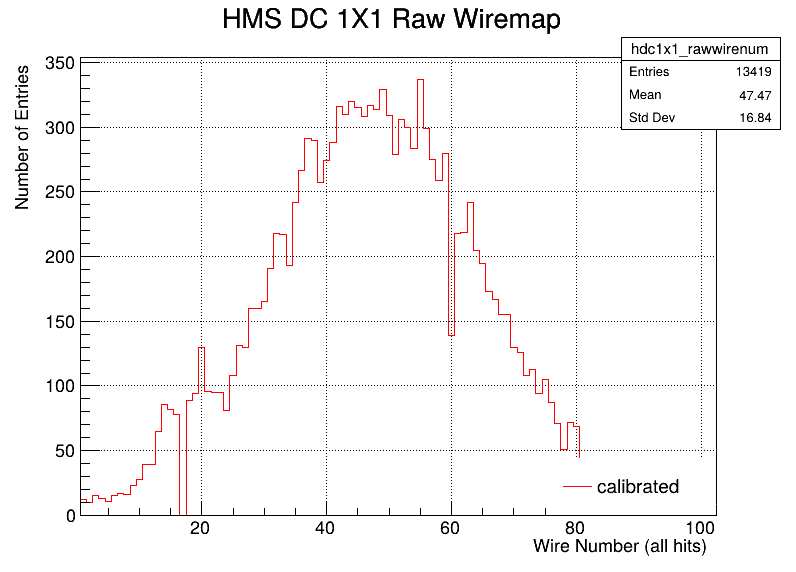 HMS DC 1X1 Raw Wiremap
hdc1x1_rawwirenum
Entries 13419
Mean 47.47
Std Dev 16.84
Number of Entries
350
300
250
200
150
100
50
0
20 40 60 80 100
calibrated
Wire Number (all hits)